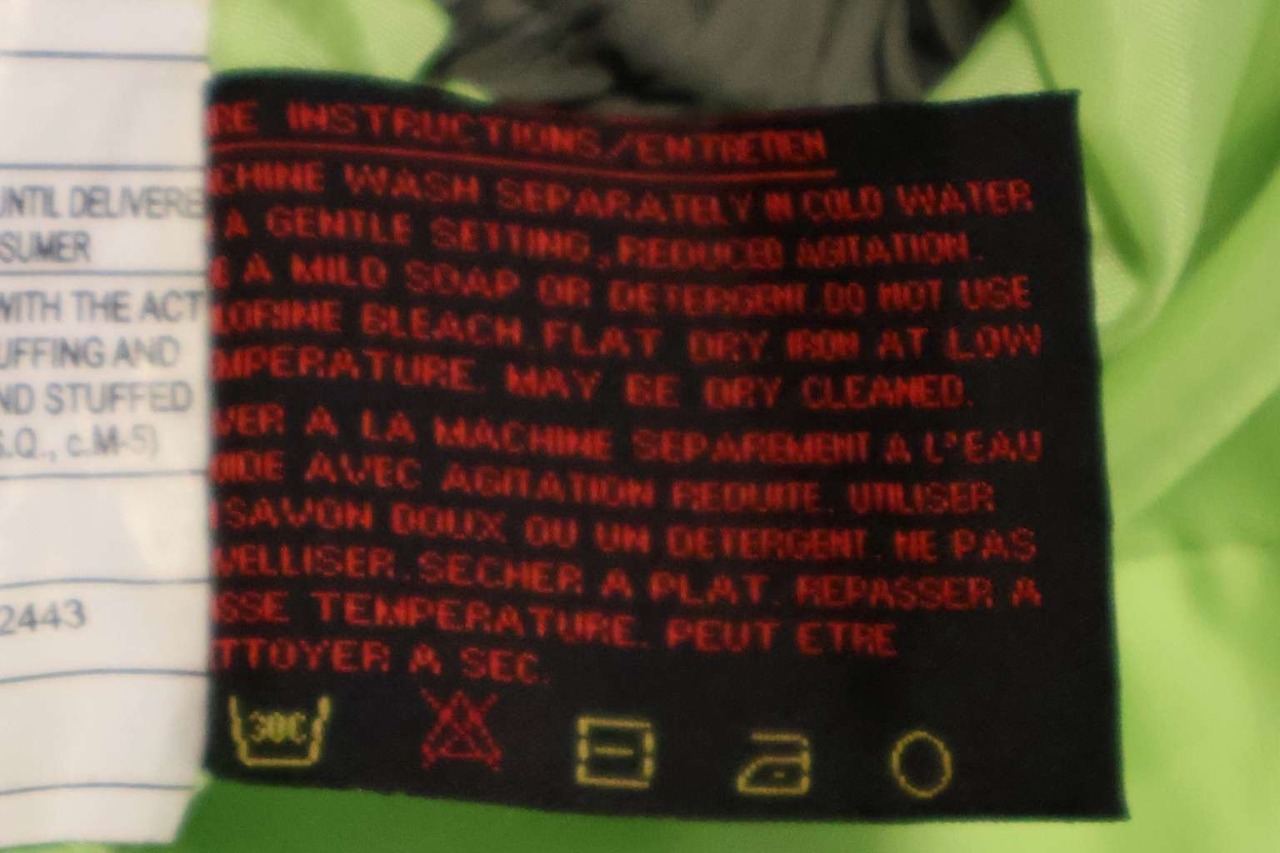 UNTIL DELIVERE
SUMER
WITH THE ACT
UFFING AND
ND STUFFED
S.Q., c.M-5)
2443
RE INSTRUCTIONS/ENTRETIEN
CHINE WASH SEPARATELY IN COLD WATER
A GENTLE SETTING, REDUCED AGITATION.
E A MILD SOAP OR DETERGENT. DO NOT USE
LORINE BLEACH. FLAT DRY. IRON AT LOW
MPERATURE. MAY BE DRY CLEANED.
VER A LA MACHINE SEPAREMENT A L'EAU
OIDE AVEC AGITATION REDUITE. UTILISER
SAVON DOUX OU UN DETERGENT. NE PAS
VELLISER. SECHER A PLAT. REPASSER A
SSE TEMPERATURE. PEUT ETRE
TTOYER A SEC.
30C